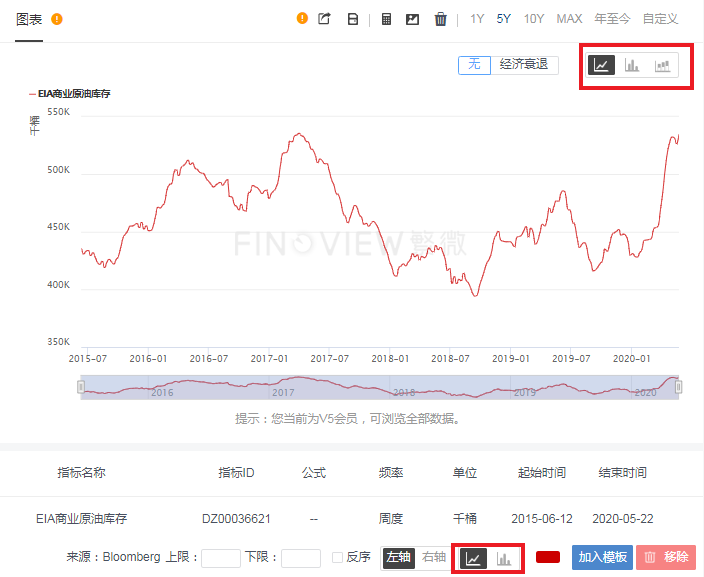 图表 1Y 5Y 10Y MAX 年至今 自定义
无 经济衰退
EIA商业原油库存
千桶
550K
500K
450K
400K
350K
FINOVIEW 繁微
2015-07 2016-01 2016-07 2017-01 2017-07 2018-01 2018-07 2019-01 2019-07 2020-01
2016 2017 2018 2019 2020
提示：您当前为V5会员，可浏览全部数据。
指标名称 指标ID 公式 频率 单位 起始时间 结束时间
EIA商业原油库存 DZ00036621 -- 周度 千桶 2015-06-12 2020-05-22
来源：Bloomberg 上限： 下限： 反序 左轴 右轴 加入模板 移除